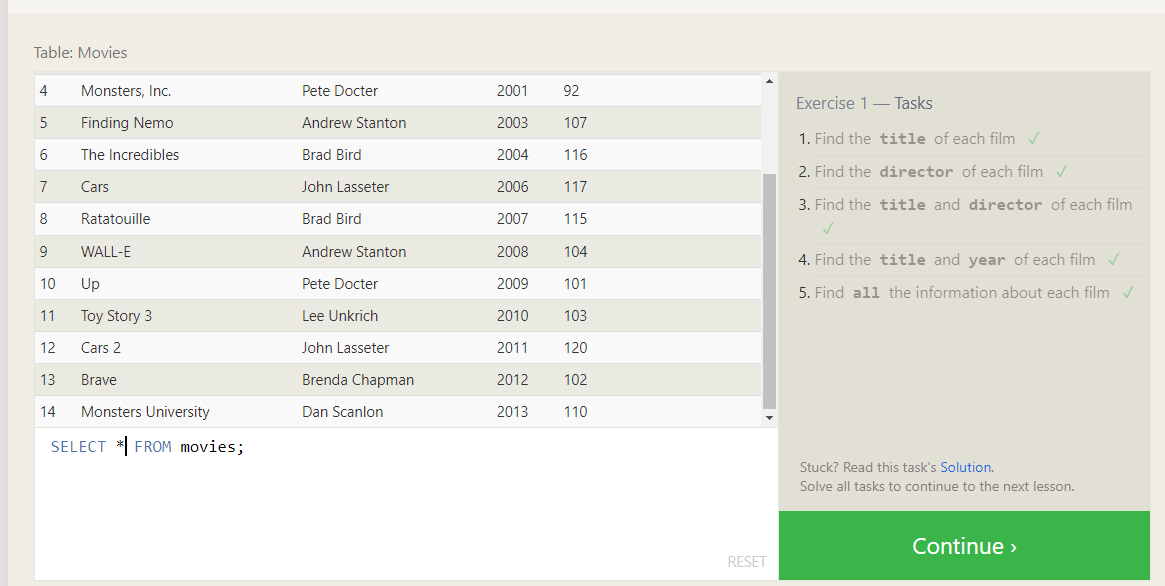 Table: Movies
4 Monsters, Inc. Pete Docter 2001 92
5 Finding Nemo Andrew Stanton 2003 107
6 The Incredibles Brad Bird 2004 116
7 Cars John Lasseter 2006 117
8 Ratatouille Brad Bird 2007 115
9 WALL-E Andrew Stanton 2008 104
10 Up Pete Docter 2009 101
11 Toy Story 3 Lee Unkrich 2010 103
12 Cars 2 John Lasseter 2011 120
13 Brave Brenda Chapman 2012 102
14 Monsters University Dan Scanlon 2013 110
SELECT * FROM movies;
RESET
Exercise 1 — Tasks
1. Find the title of each film ✓
2. Find the director of each film ✓
3. Find the title and director of each film
✓
4. Find the title and year of each film ✓
5. Find all the information about each film ✓
Stuck? Read this task's Solution.
Solve all tasks to continue to the next lesson.
Continue ›